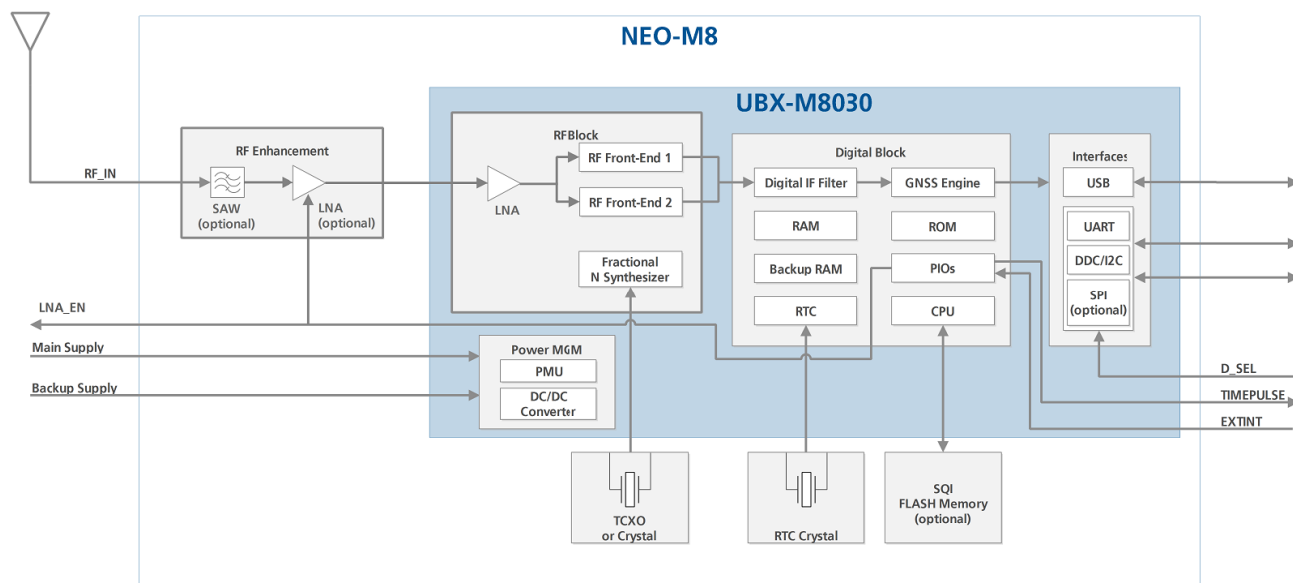 NEO-M8
UBX-M8030
RF Enhancement
SAW
(optional)
LNA
(optional)
RF_IN
RFBlock
LNA
RF Front-End 1
RF Front-End 2
Fractional
N Synthesizer
Digital Block
Digital IF Filter
GNSS Engine
RAM
ROM
Backup RAM
PIOs
RTC
CPU
Interfaces
USB
UART
DDC/I2C
SPI
(optional)
LNA_EN
Main Supply
Backup Supply
Power MGM
PMU
DC/DC
Converter
D_SEL
TIMEPULSE
EXTINT
TCXO
or Crystal
RTC Crystal
SQI
FLASH Memory
(optional)